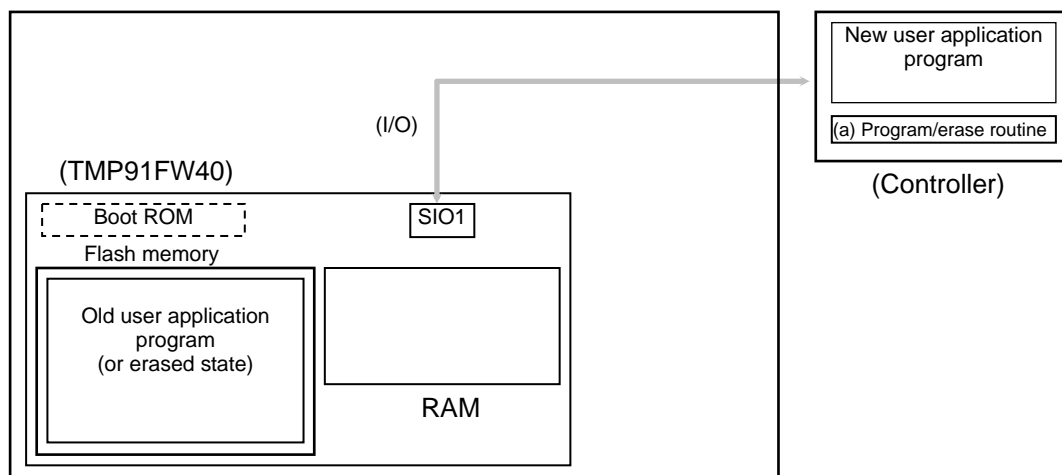 New user application
program
(I/O)
(a) Program/erase routine
(TMP91FW40)
(Controller)
Boot ROM
SIO1
Flash memory
Old user application
program
(or erased state)
RAM